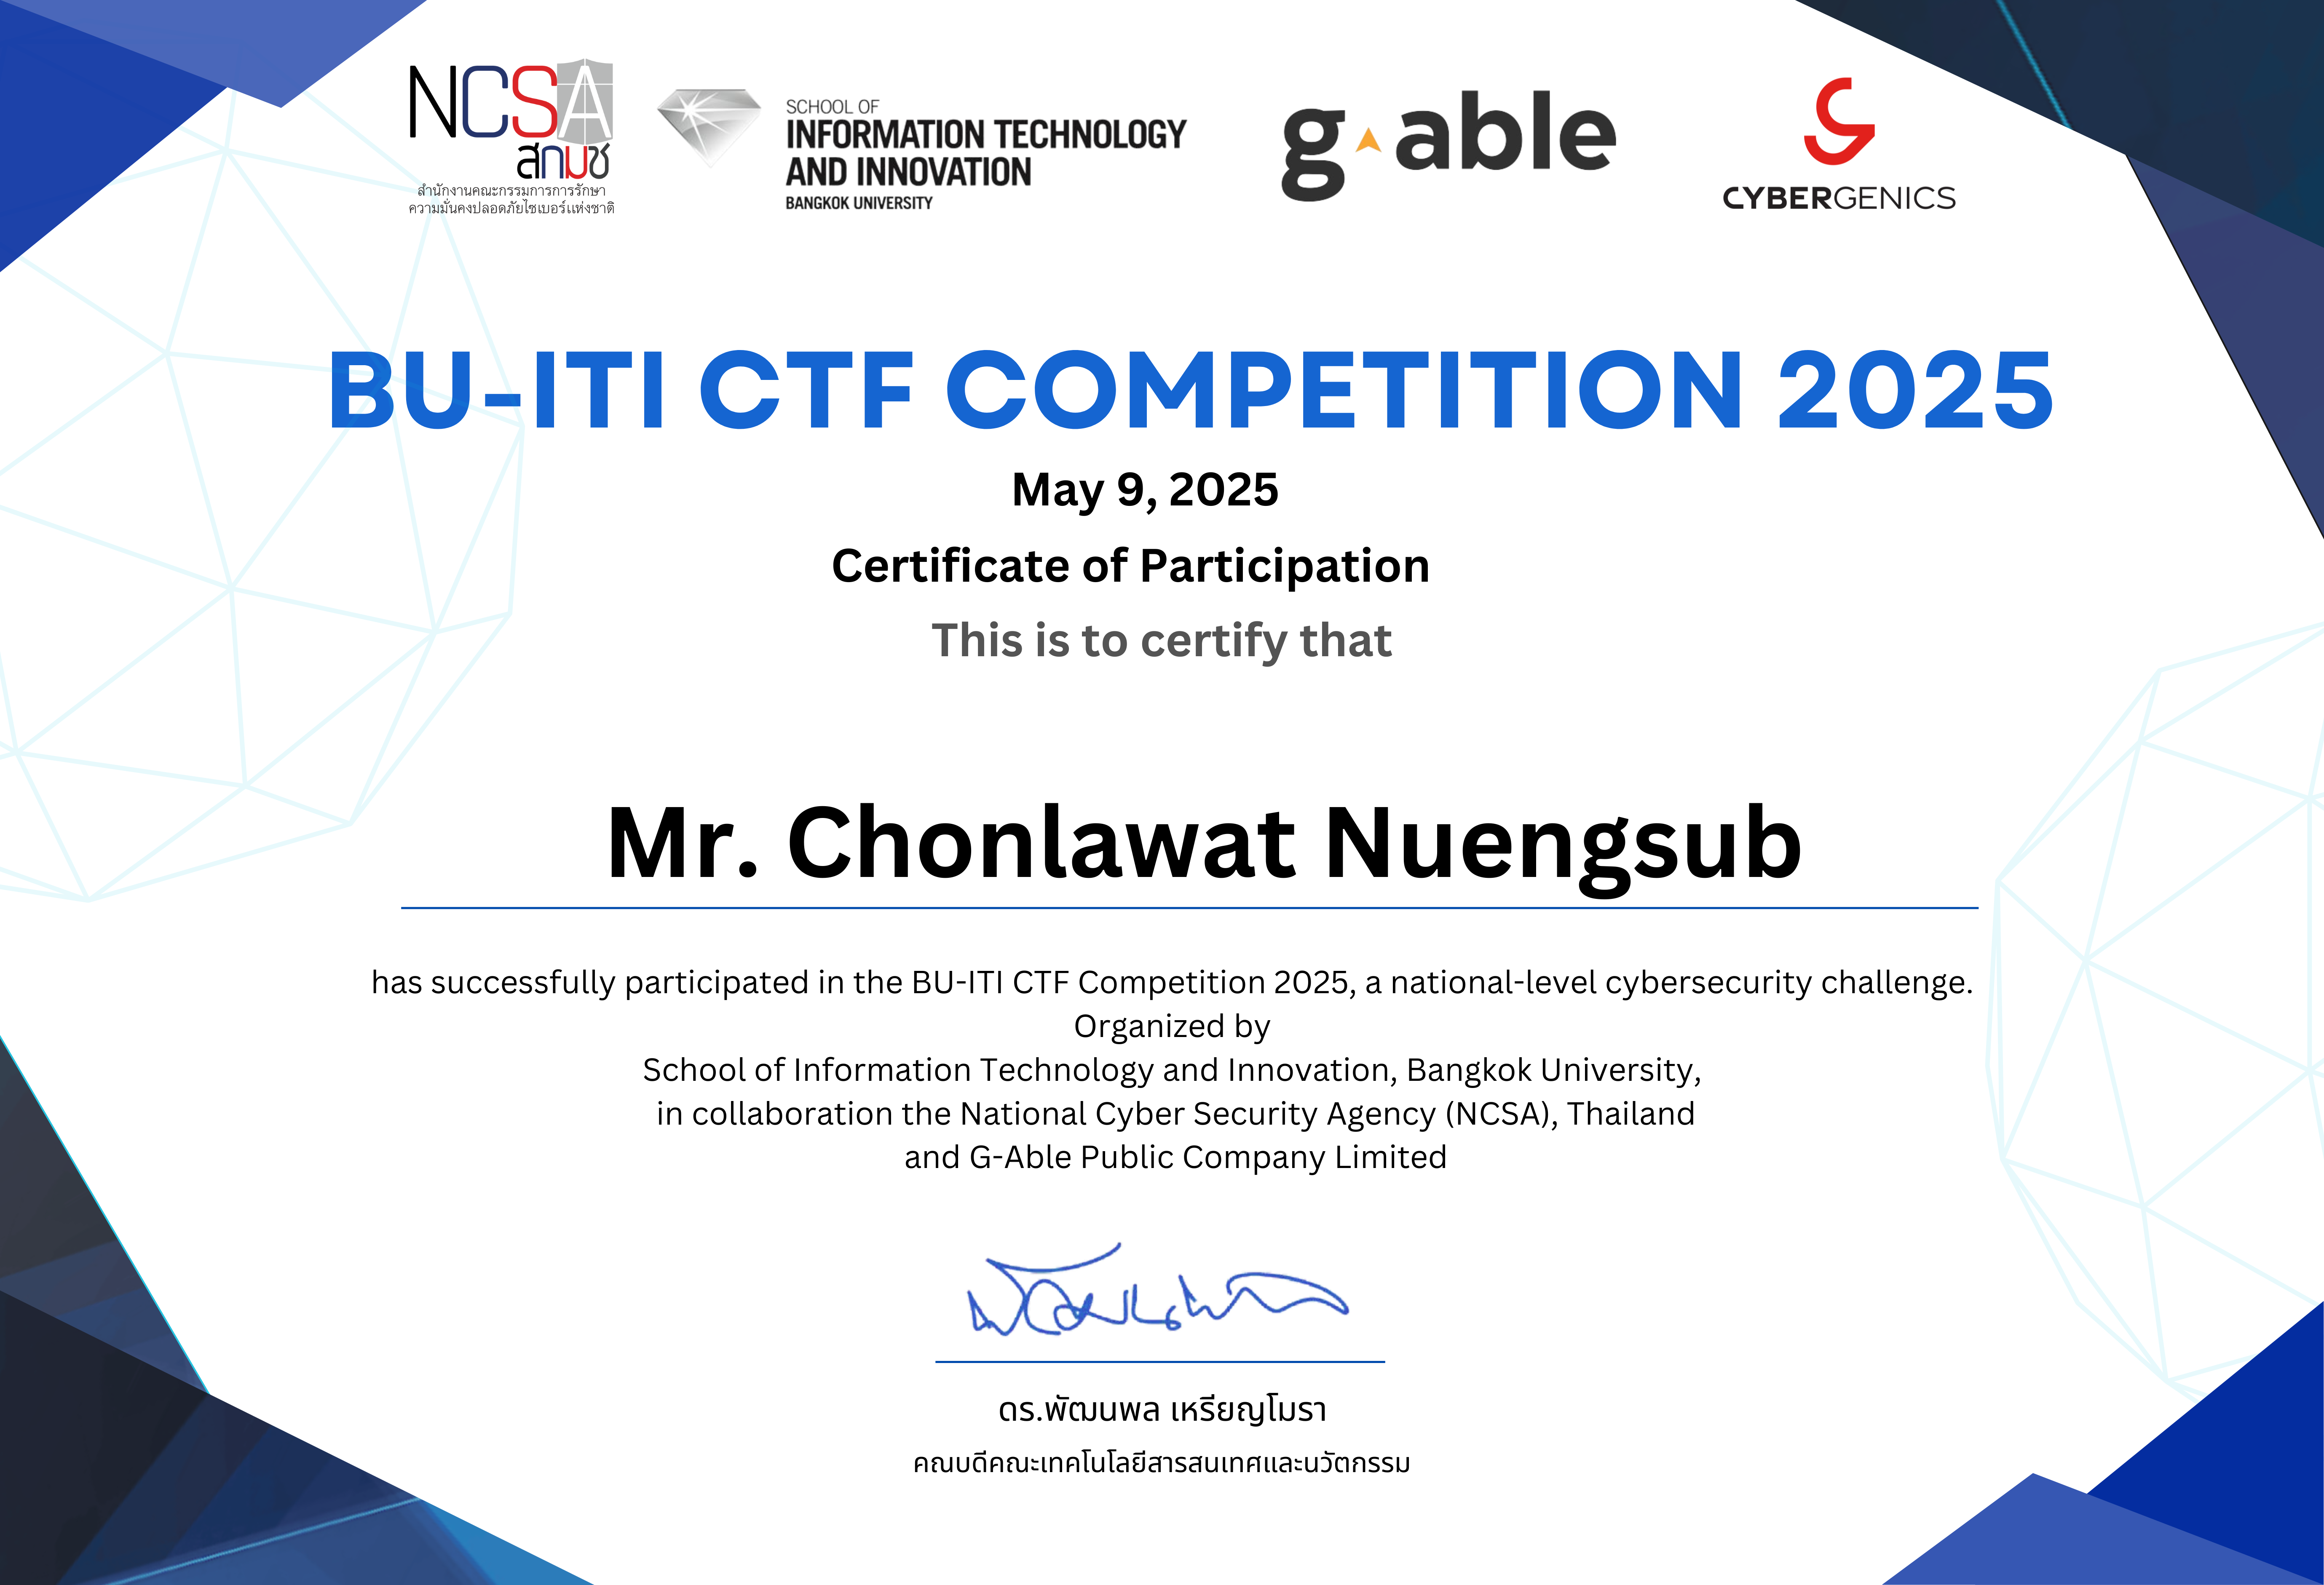 NCSA
สกมช
สำนักงานคณะกรรมการการรักษา
ความมั่นคงปลอดภัยไซเบอร์แห่งชาติ
SCHOOL OF
INFORMATION TECHNOLOGY
AND INNOVATION
BANGKOK UNIVERSITY
g able
CYBERGENICS
BU-ITI CTF COMPETITION 2025
May 9, 2025
Certificate of Participation
This is to certify that
Mr. Chonlawat Nuengsub
has successfully participated in the BU-ITI CTF Competition 2025, a national-level cybersecurity challenge.
Organized by
School of Information Technology and Innovation, Bangkok University,
in collaboration the National Cyber Security Agency (NCSA), Thailand
and G-Able Public Company Limited
ดร.พัฒนพล เหรียญโมรา
คณบดีคณะเทคโนโลยีสารสนเทศและนวัตกรรม